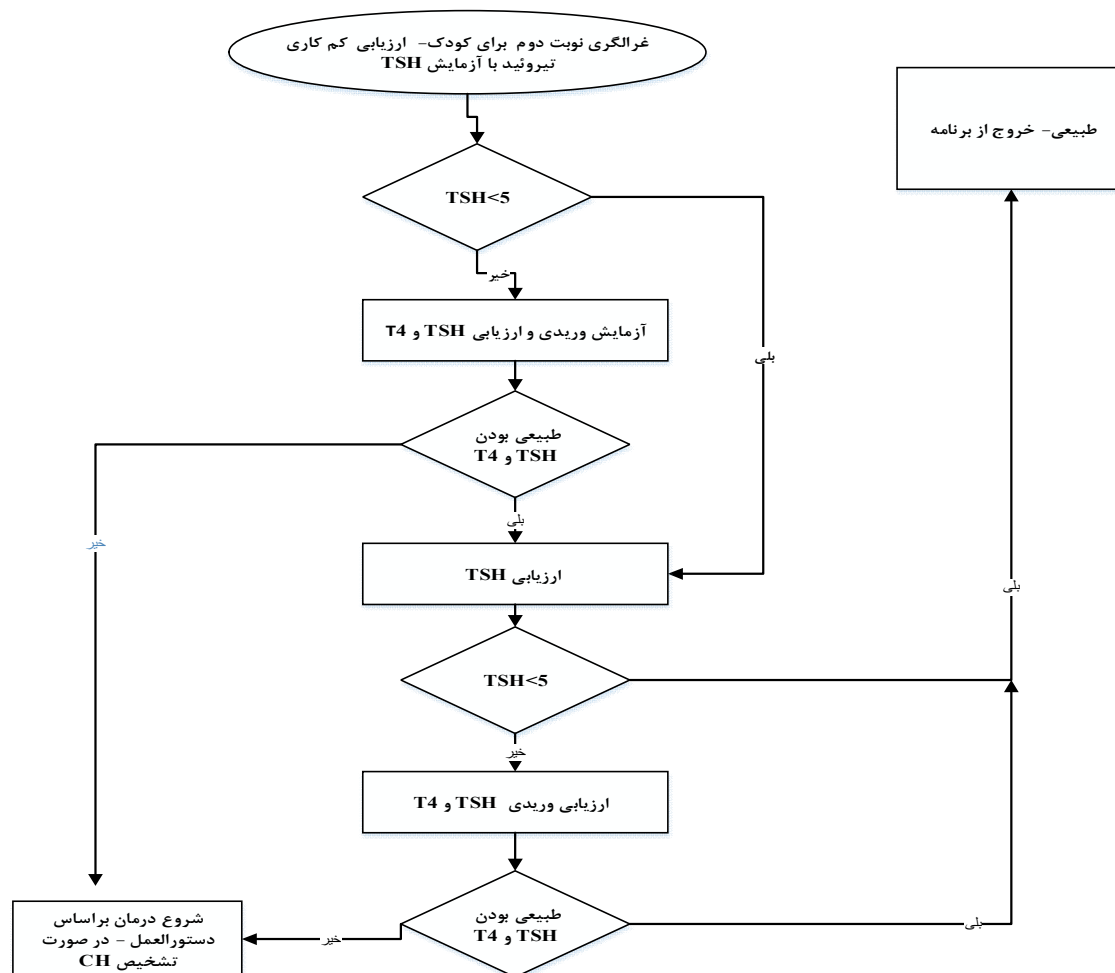 غرالگری نوبت دوم برای کودک– ارزیابی کم کاری
تیروئید با آزمایش TSH
طبیعی– خروج از برنامه
TSH<5
خیر
آزمایش وریدی و ارزیابی TSH و T4
بلی
طبیعی بودن
TSH و T4
خیر
بلی
ارزیابی TSH
بلی
TSH<5
خیر
ارزیابی وریدی TSH و T4
شروع درمان براساس
دستورالعمل – در صورت
تشخیص CH
خیر
طبیعی بودن
TSH و T4
بلی